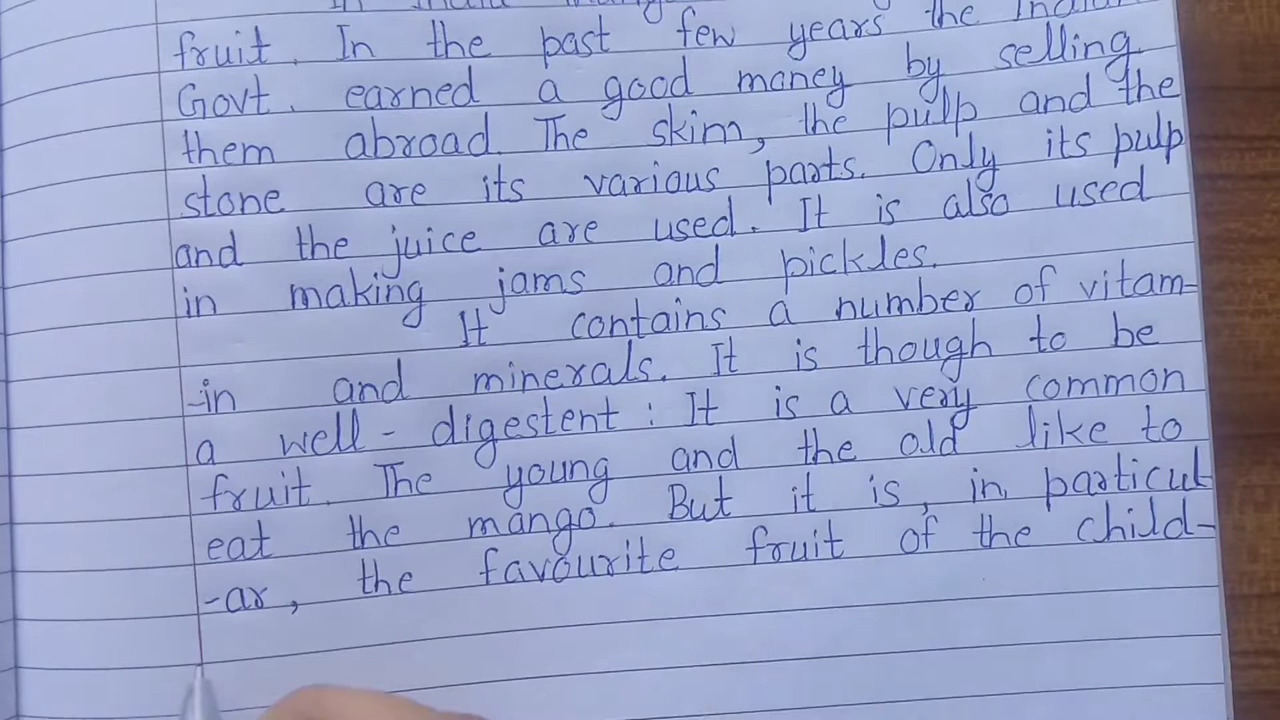 fruit. In the past few years the Indian
Govt. earned a good money by selling
them abroad. The skim, the pulp and the
stone are its various parts. Only its pulp
and the juice are used. It is also used
in making jams and pickles.
It contains a number of vitam-
-in and minerals. It is though to be
a well-digestent: It is a very common
fruit. The young and the old like to
eat the mango. But it is, in particul
-ar, the favourite fruit of the child-